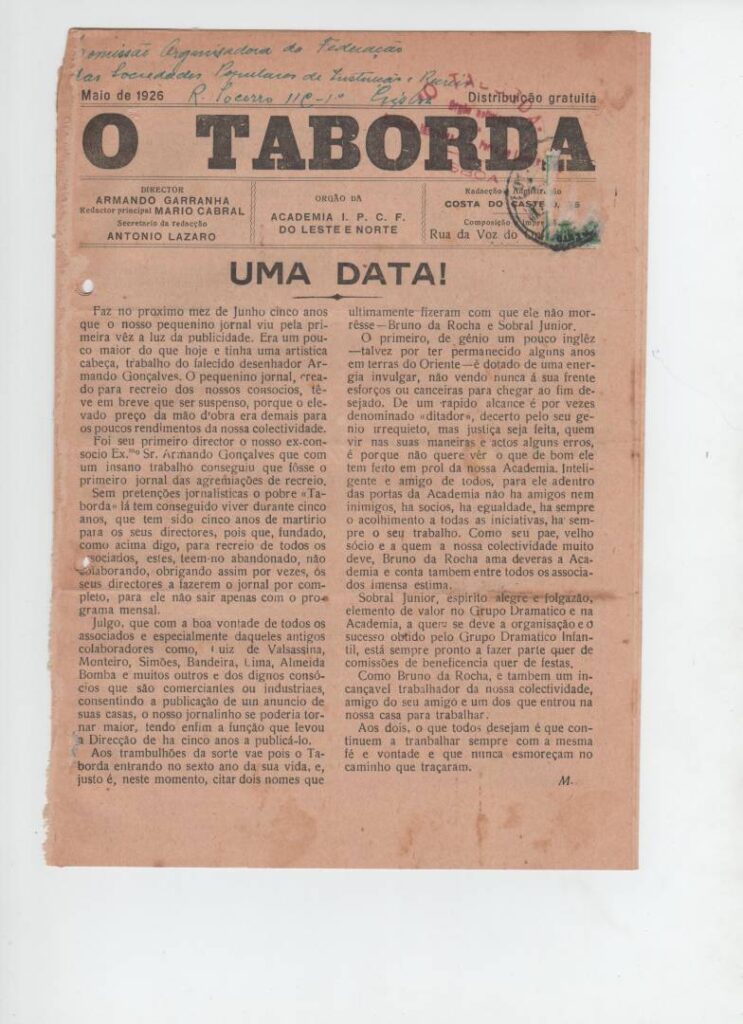 Comissão Organisadora da Federação
das Sociedades Populares de Instrução e Recreio
R. Socorro 11C-1º Lisboa
Maio de 1926
Distribuição gratuita
O TABORDA
DIRECTOR
ARMANDO GARRANHA
Redactor principal MARIO CABRAL
Secretario da redacção
ANTONIO LAZARO
ORGÃO DA
ACADEMIA I. P. C. F.
DO LESTE E NORTE
Redacção e Administração
COSTA DO CASTELO,
Composição e impre
Rua da Voz do
UMA DATA!
Faz no proximo mez de Junho cinco anos
que o nosso pequenino jornal viu pela pri-
meira vêz a luz da publicidade. Era um pou-
co maior do que hoje e tinha uma artistica
cabeça, trabalho do falecido desenhador Ar-
mando Gonçalves. O pequenino jornal, crea-
do para recreio dos nossos consocios, tê-
ve em breve que ser suspenso, porque o ele-
vado preço da mão d'obra era demais para
os poucos rendimentos da nossa colectividade.
Foi seu primeiro director o nosso ex-con-
socio Ex.mo Sr. Armando Gonçalves que com
um insano trabalho conseguiu que fôsse o
primeiro jornal das agremiações de recreio.
Sem pretenções jornalisticas o pobre «Ta-
borda» lá tem conseguido viver durante cinco
anos, que tem sido cinco anos de martirio
para os seus directores, pois que, fundado,
como acima digo, para recreio de todos os
associados, estes, teem-no abandonado, não
colaborando, obrigando assim por vezes, os
seus directores a fazerem o jornal por com-
pleto, para ele não sair apenas com o pro-
grama mensal.
Julgo, que com a boa vontade de todos os
associados e especialmente daqueles antigos
colaboradores como, Luiz de Valsassina,
Monteiro, Simões, Bandeira, Lima, Almeida
Bomba e muitos outros e dos dignos consó-
cios que são comerciantes ou industriaes,
consentindo a publicação de um anuncio de
suas casas, o nosso jornalinho se poderia tor-
nar maior, tendo enfim a função que levou
a Direcção de ha cinco anos a publicá-lo.
Aos trambulhões da sorte vae pois o Ta-
borda entrando no sexto ano da sua vida, e,
justo é, neste momento, citar dois nomes que
ultimamente fizeram com que ele não mor-
rêsse—Bruno da Rocha e Sobral Junior.
O primeiro, de génio um pouco inglêz
—talvez por ter permanecido alguns anos
em terras do Oriente—é dotado de uma ener-
gia invulgar, não vendo nunca á sua frente
esforços ou canceiras para chegar ao fim de-
sejado. De um rapido alcance é por vezes
denominado «ditador», decerto pelo seu ge-
nio irrequieto, mas justiça seja feita, quem
vir nas suas maneiras e actos alguns erros,
é porque não quere vêr o que de bom ele
tem feito em prol da nossa Academia. Inteli-
gente e amigo de todos, para ele adentro
das portas da Academia não ha amigos nem
inimigos, ha socios, ha egualdade, ha sempre
o acolhimento a todas as iniciativas, ha sem-
pre o seu trabalho. Como seu pae, velho
sócio e a quem a nossa colectividade muito
deve, Bruno da Rocha ama deveras a Aca-
demia e conta tambem entre todos os associa-
dos imensa estima.
Sobral Junior, espirito alegre e folgazão,
elemento de valor no Grupo Dramatico e na
Academia, a quem se deve a organisação e o
sucesso obtido pelo Grupo Dramatico Infan-
til, está sempre pronto a fazer parte quer de
comissões de beneficencia quer de festas.
Como Bruno da Rocha, e tambem um in-
cançavel trabalhador da nossa colectividade,
amigo do seu amigo e um dos que entrou na
nossa casa para trabalhar.
Aos dois, o que todos desejam é que con-
tinuem a tranbalhar sempre com a mesma
fé e vontade e que nunca esmoreçam no
caminho que traçaram.
M.